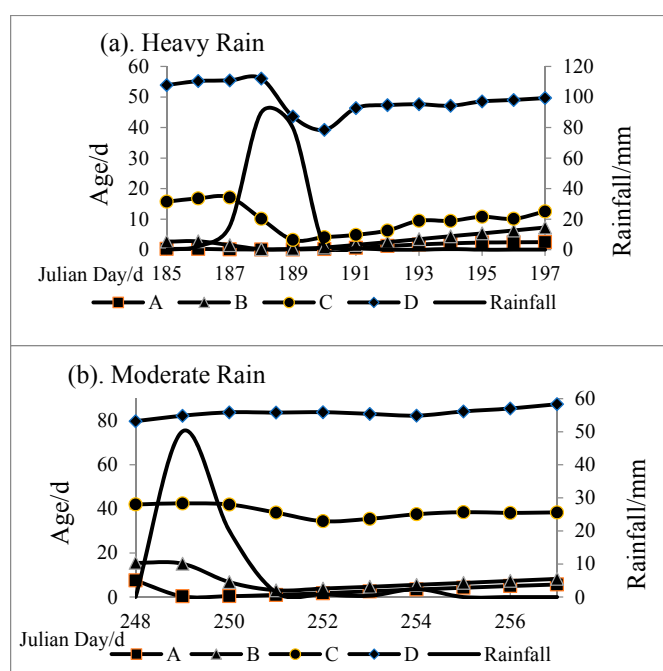 (a). Heavy Rain
60 120
50 100
40 80
30 60
20 40
10 20
0 0
Age/d
Rainfall/mm
Julian Day/d 185 187 189 191 193 195 197
A B C D Rainfall
(b). Moderate Rain
80 60
60 50
40 40
20 30
0 20
10
0
Age/d
Rainfall/mm
248 250 252 254 256
Julian Day/d
A B C D Rainfall